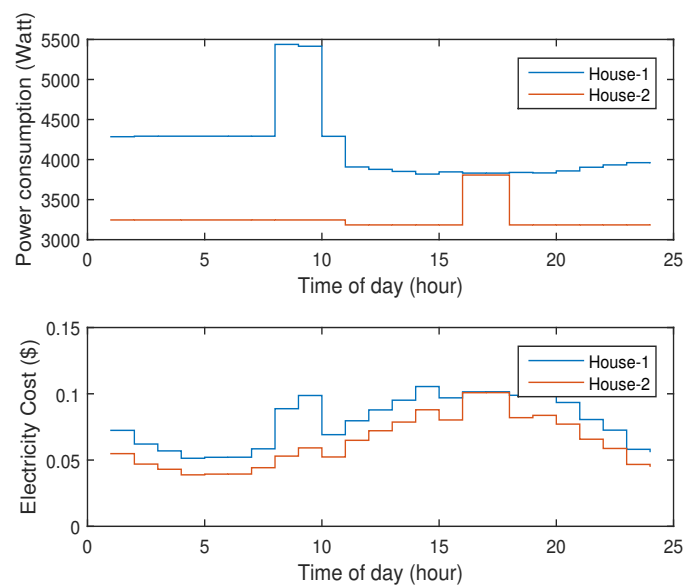 Power consumption (Watt)
5500
5000
4500
4000
3500
3000
0
5
10
15
20
25
Time of day (hour)
House-1
House-2
Electricity Cost ($)
0.15
0.1
0.05
0
0
5
10
15
20
25
Time of day (hour)
House-1
House-2